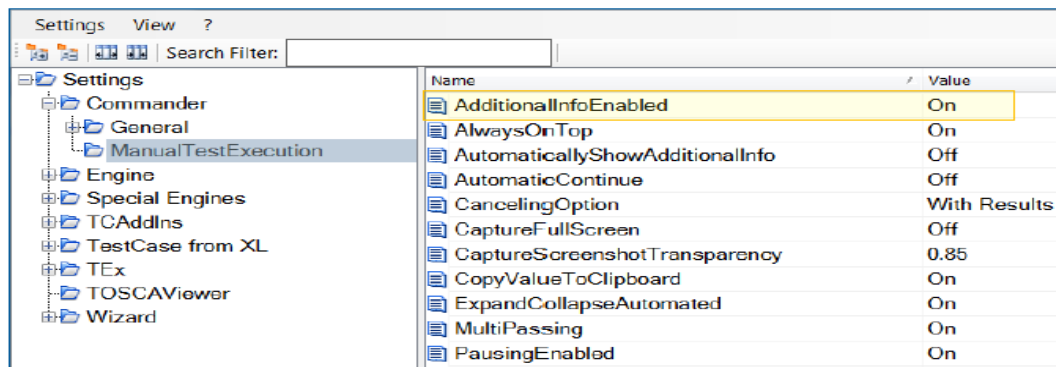 Settings View ?
Search Filter:
Settings
Commander
General
ManualTestExecution
Engine
Special Engines
TCAddIns
TestCase from XL
TEx
TOSCAViewer
Wizard
Name Value
AdditionalInfoEnabled On
AlwaysOnTop On
AutomaticallyShowAdditionalInfo Off
AutomaticContinue Off
CancelingOption With Results
CaptureFullScreen Off
CaptureScreenshotTransparency 0.85
CopyValueToClipboard On
ExpandCollapseAutomated On
MultiPassing On
PausingEnabled On